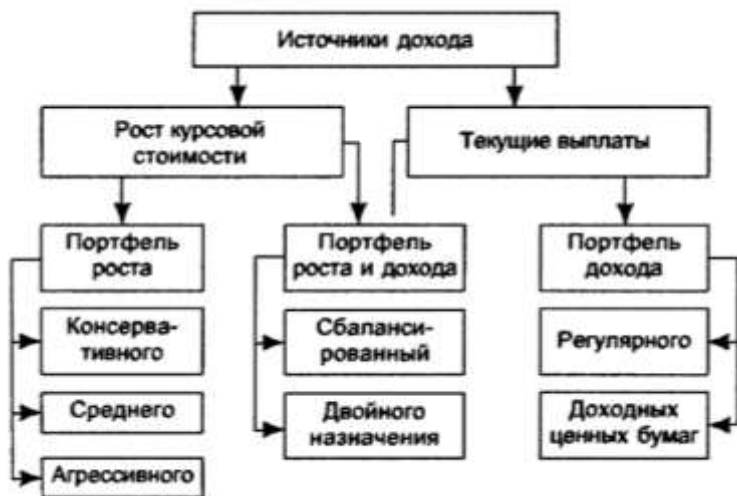 Источники дохода
Рост курсовой
стоимости
Текущие выплаты
Портфель
роста
Портфель
роста и дохода
Портфель
дохода
Консерва-
тивного
Сбаланси-
рованный
Регулярного
Среднего
Двойного
назначения
Доходных
ценных бумаг
Агрессивного